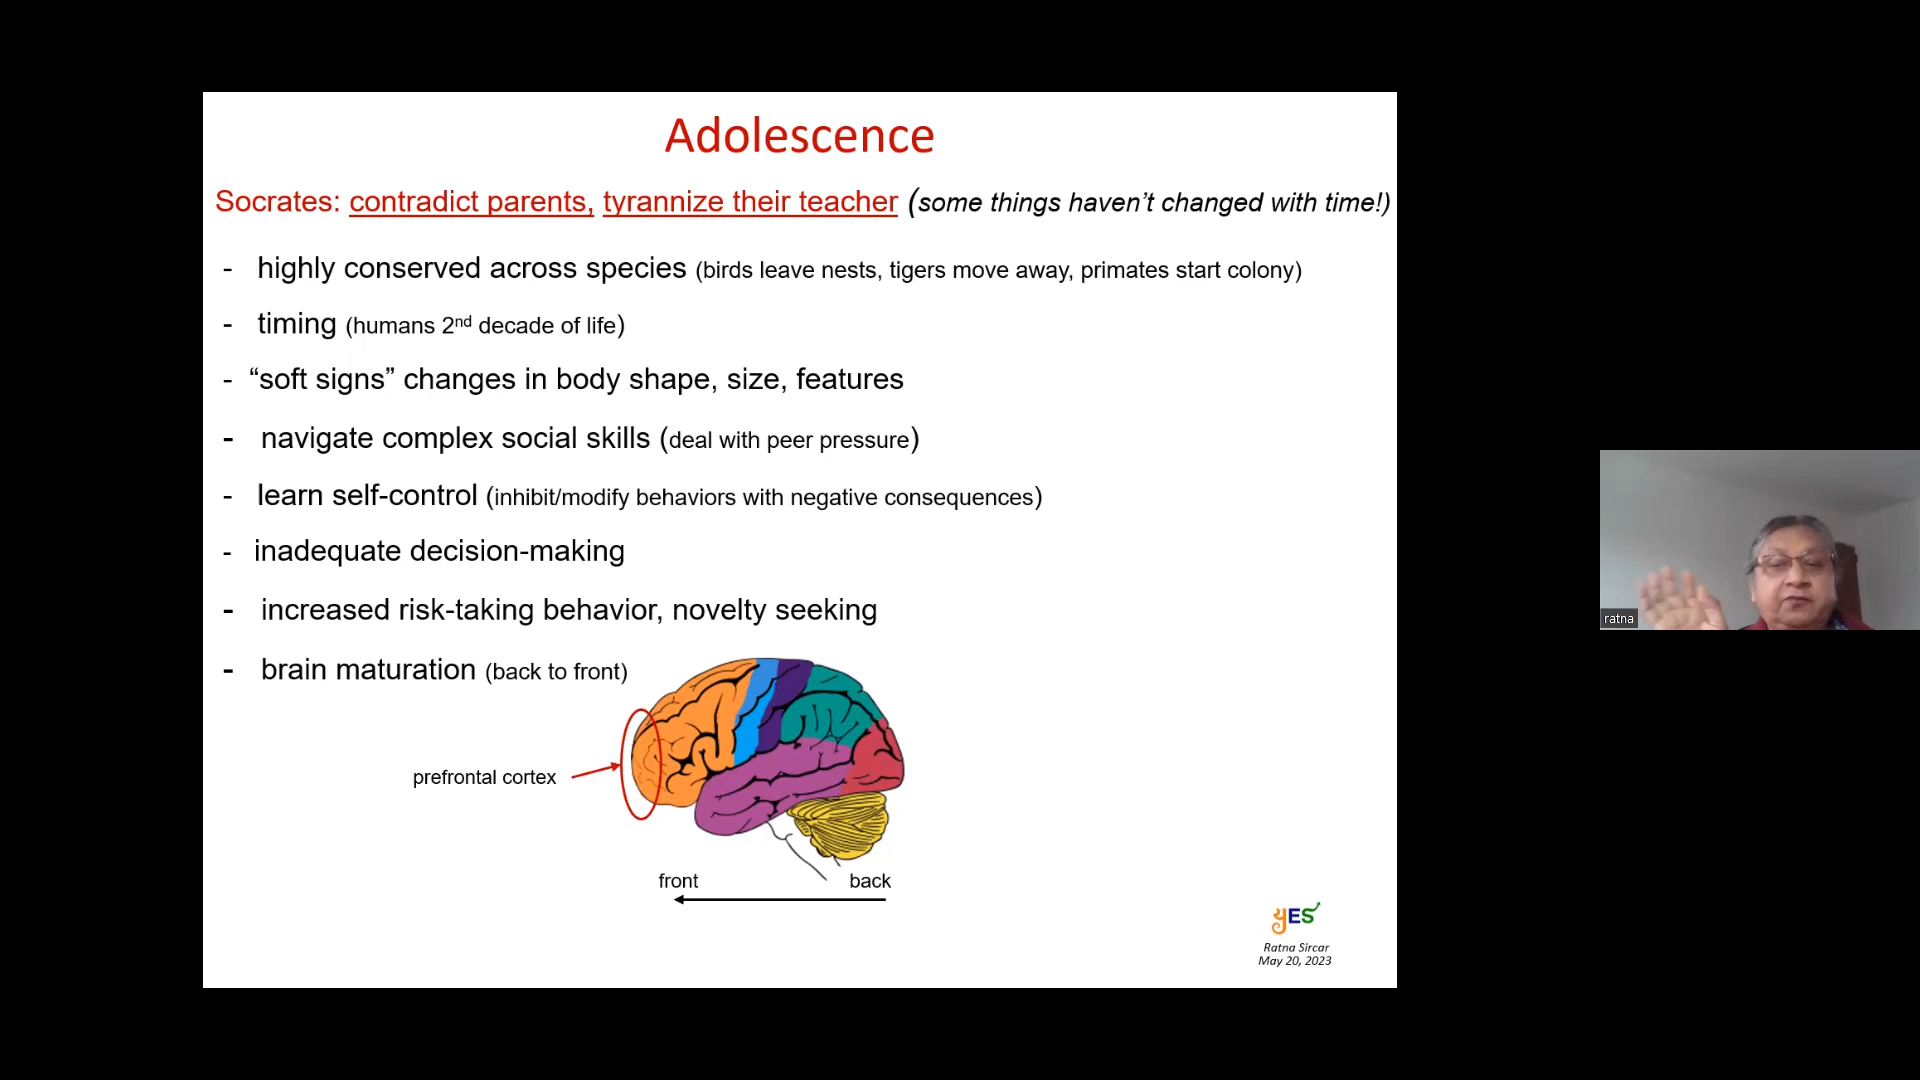 Adolescence
Socrates: contradict parents, tyrannize their teacher (some things haven’t changed with time!)
- highly conserved across species (birds leave nests, tigers move away, primates start colony)
- timing (humans 2nd decade of life)
- “soft signs” changes in body shape, size, features
- navigate complex social skills (deal with peer pressure)
- learn self-control (inhibit/modify behaviors with negative consequences)
- inadequate decision-making
- increased risk-taking behavior, novelty seeking
- brain maturation (back to front)
prefrontal cortex
front back
યુES
Ratna Sircar
May 20, 2023
ratna